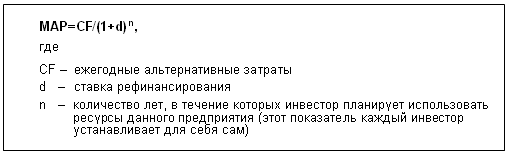 MAP=CF/(1+d)ⁿ,
где
CF – ежегодные альтернативные затраты
d – ставка рефинансирования
n – количество лет, в течение которых инвестор планирует использовать
ресурсы данного предприятия (этот показатель каждый инвестор
устанавливает для себя сам)